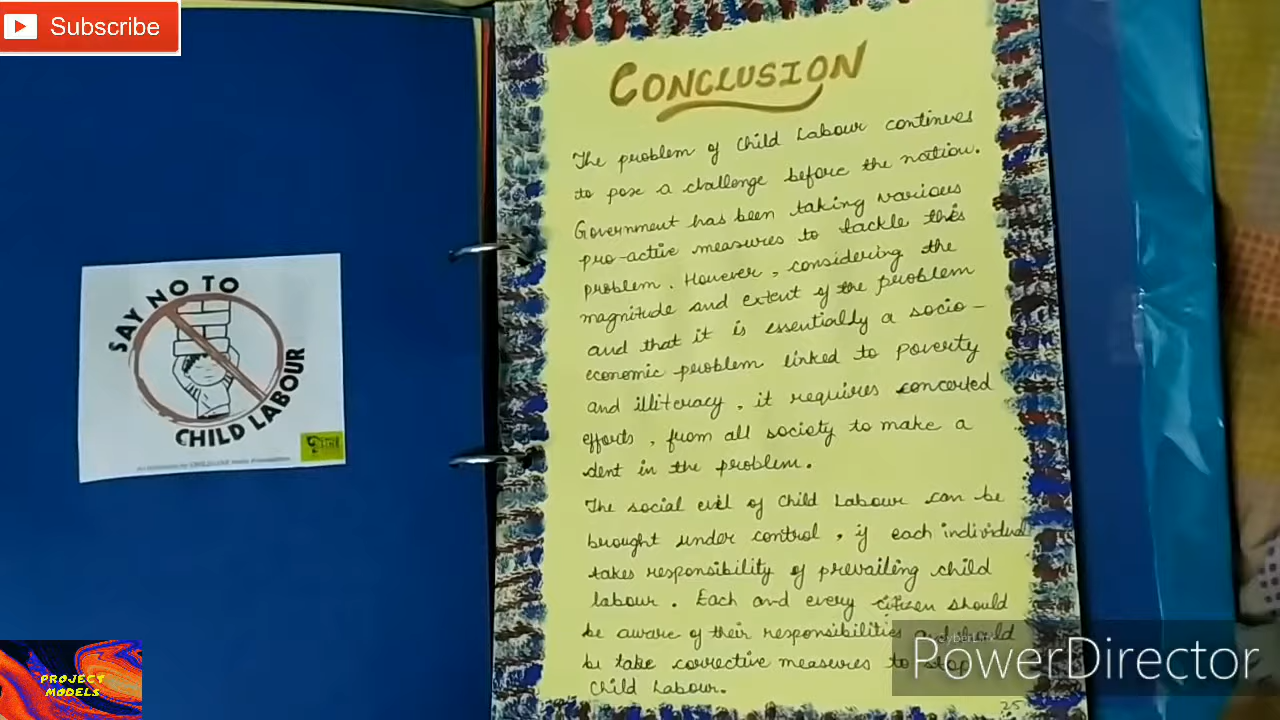 Subscribe
SAY NO TO
CHILD LABOUR
CONCLUSION
The problem of Child Labour continues
to pose a challenge before the nation.
Government has been taking various
pro-active measures to tackle this
problem. However, considering the
magnitude and extent of the problem
and that it is essentially a socio-
economic problem linked to poverty
and illiteracy, it requires concerted
efforts, from all society to make a
dent in the problem.
The social evil of Child Labour can be
brought under control, if each individual
takes responsibility of prevailing child
labour. Each and every citizen should
be aware of their responsibilities and should
be take corrective measures to stop
Child Labour.
25
PROJECT
MODELS
CyberLink
PowerDirector